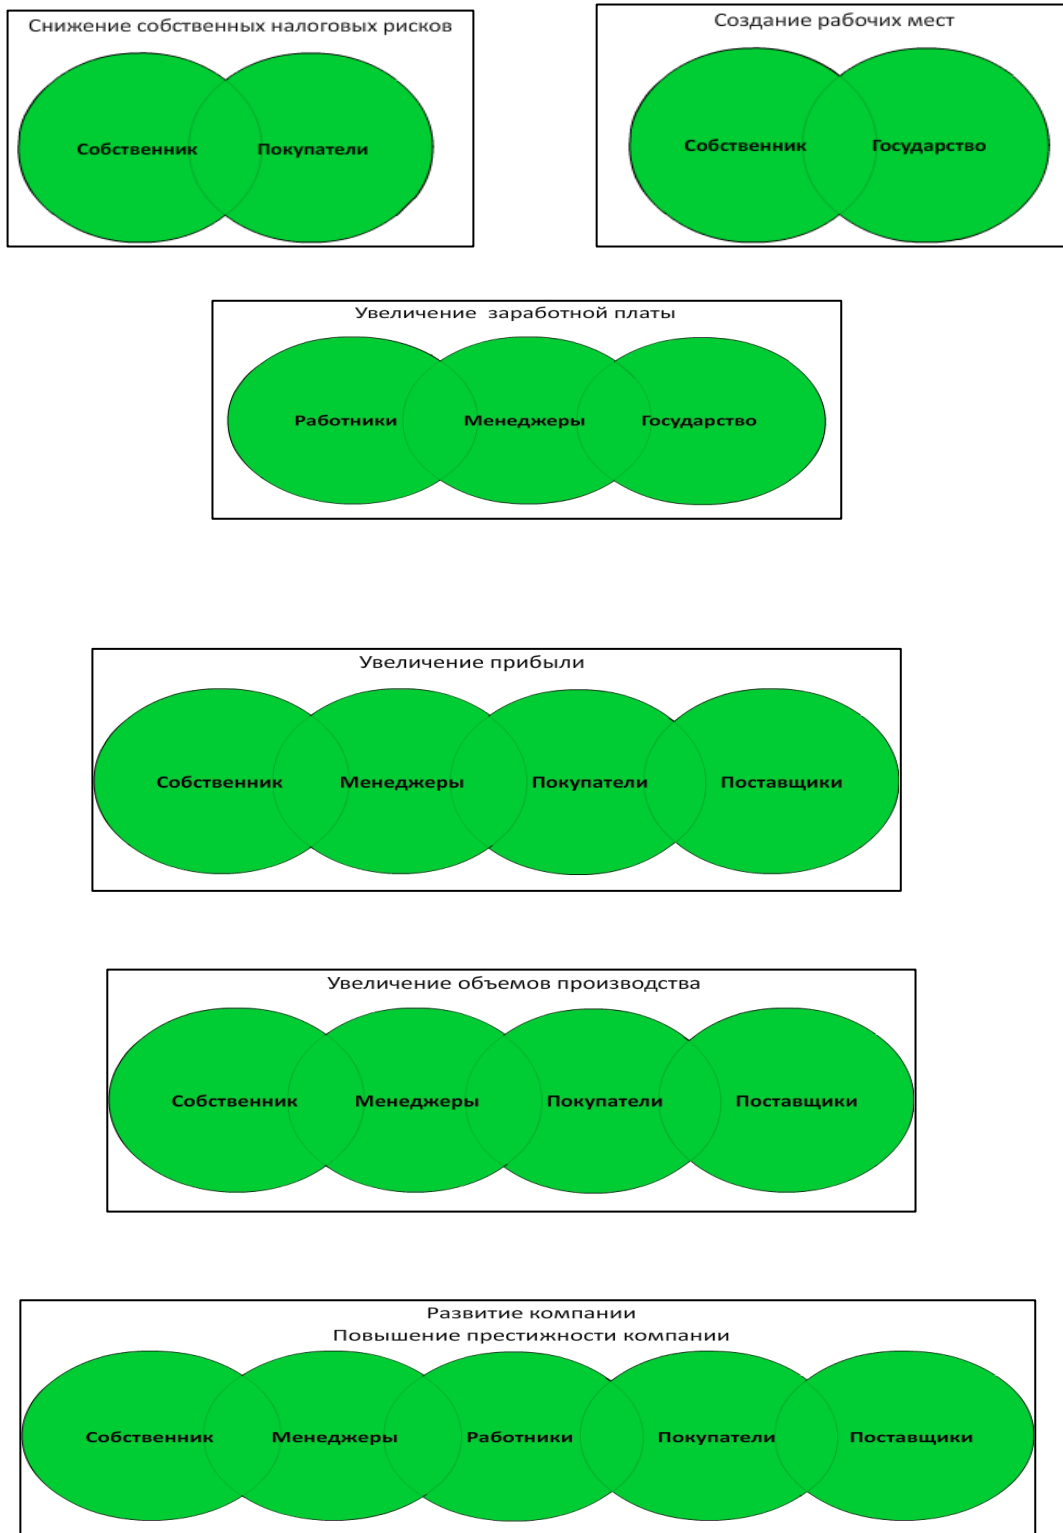 Снижение собственных налоговых рисков
Собственник Покупатели
Создание рабочих мест
Собственник Государство
Увеличение заработной платы
Работники Менеджеры Государство
Увеличение прибыли
Собственник Менеджеры Покупатели Поставщики
Увеличение объемов производства
Собственник Менеджеры Покупатели Поставщики
Развитие компании
Повышение престижности компании
Собственник Менеджеры Работники Покупатели Поставщики